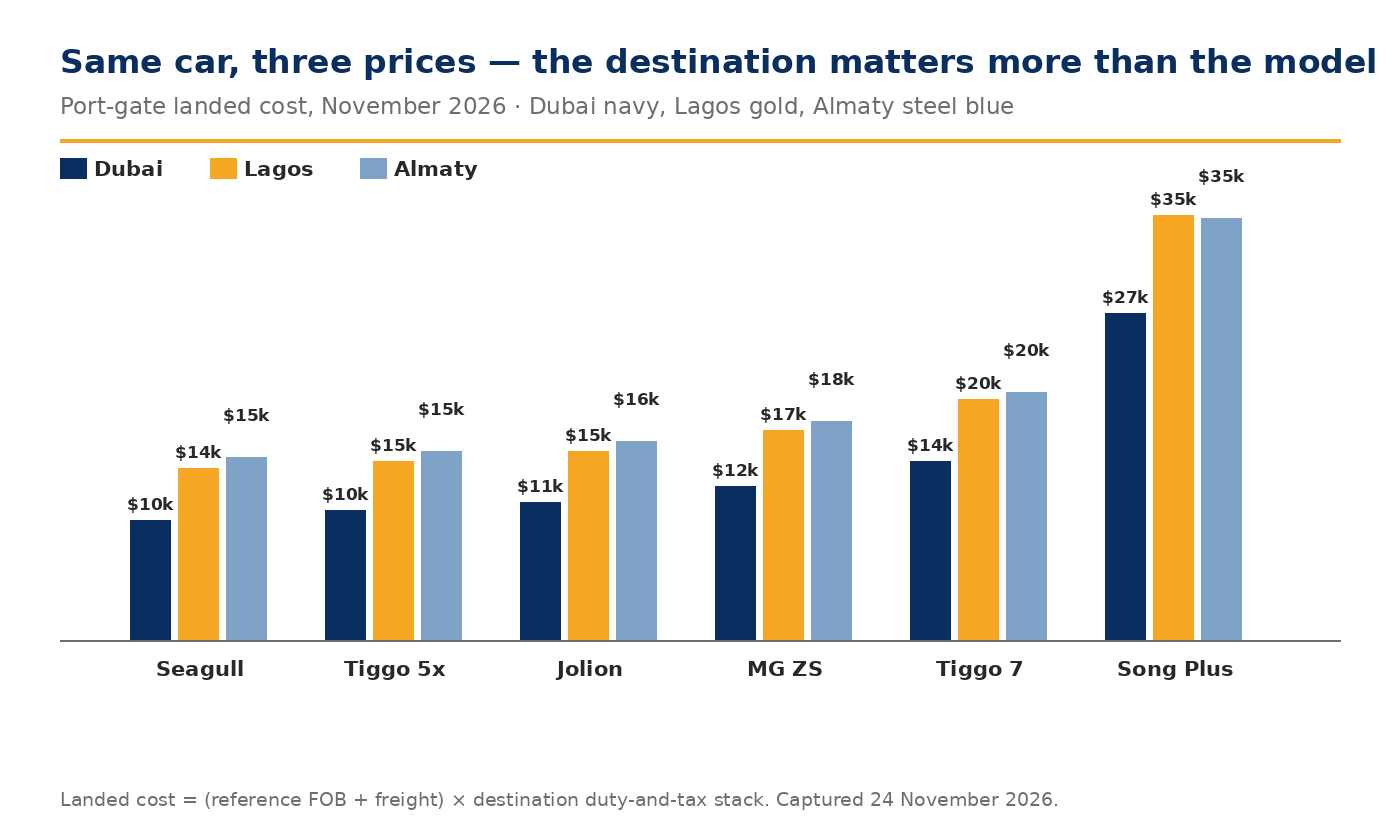 Same car, three prices — the destination matters more than the model
Port-gate landed cost, November 2026 · Dubai navy, Lagos gold, Almaty steel blue
Dubai Lagos Almaty
$10k $14k $15k
$10k $15k $15k
$11k $15k $16k
$12k $17k $18k
$14k $20k $20k
$27k $35k $35k
Seagull Tiggo 5x Jolion MG ZS Tiggo 7 Song Plus
Landed cost = (reference FOB + freight) × destination duty-and-tax stack. Captured 24 November 2026.